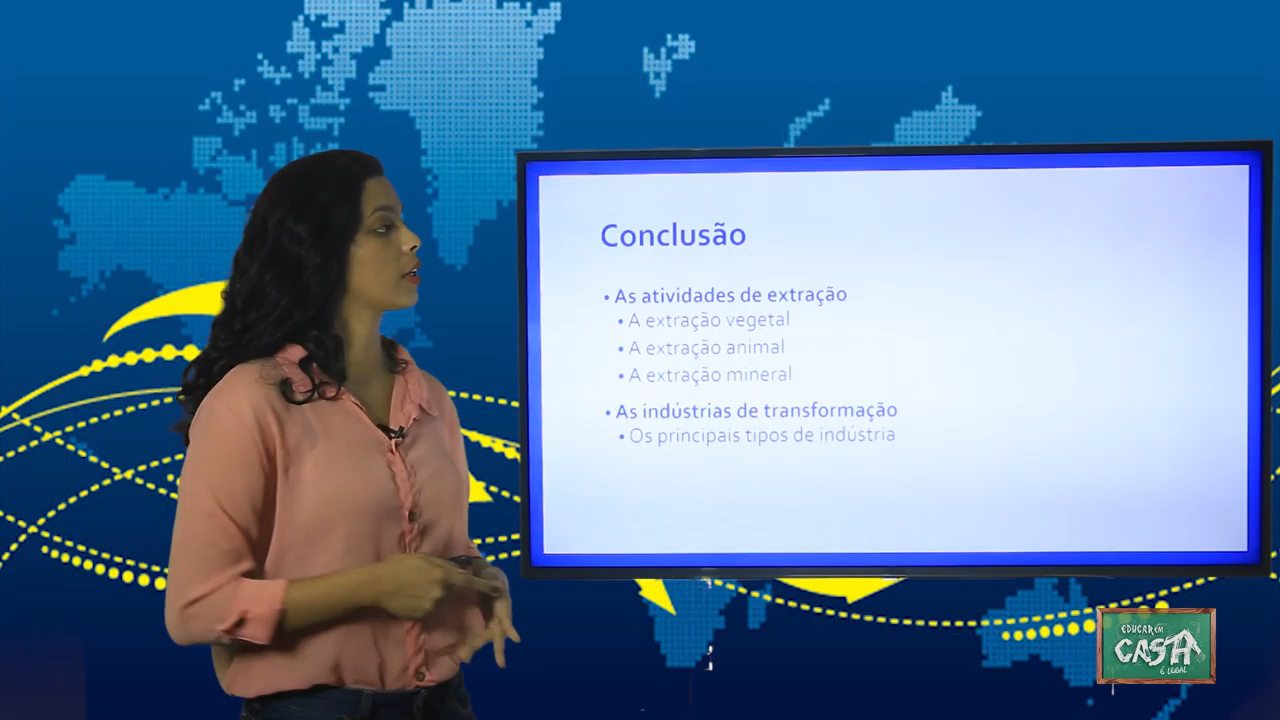 Conclusão
• As atividades de extração
• A extração vegetal
• A extração animal
• A extração mineral
• As indústrias de transformação
• Os principais tipos de indústria
EDUCAR EM
CASA
É LEGAL